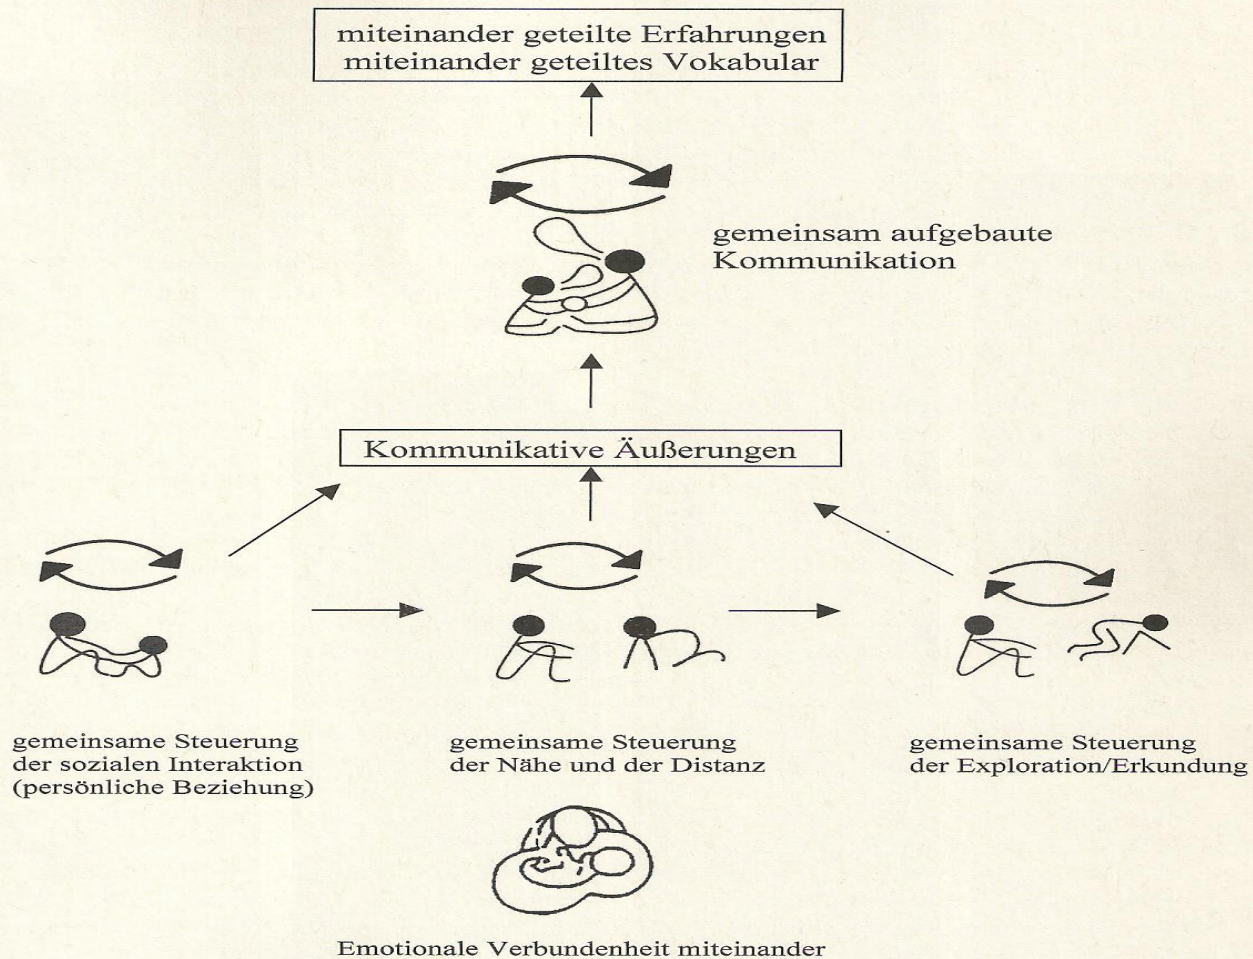 miteinander geteilte Erfahrungen
miteinander geteiltes Vokabular
gemeinsam aufgebaute
Kommunikation
Kommunikative Äußerungen
gemeinsame Steuerung
der sozialen Interaktion
(persönliche Beziehung)
gemeinsame Steuerung
der Nähe und der Distanz
gemeinsame Steuerung
der Exploration/Erkundung
Emotionale Verbundenheit miteinander